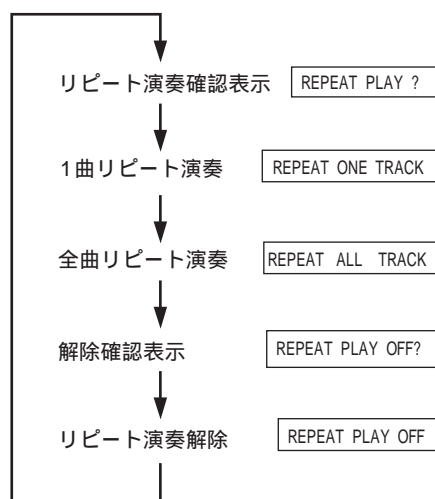 リピート演奏確認表示 REPEAT PLAY ?
1曲リピート演奏 REPEAT ONE TRACK
全曲リピート演奏 REPEAT ALL TRACK
解除確認表示 REPEAT PLAY OFF?
リピート演奏解除 REPEAT PLAY OFF